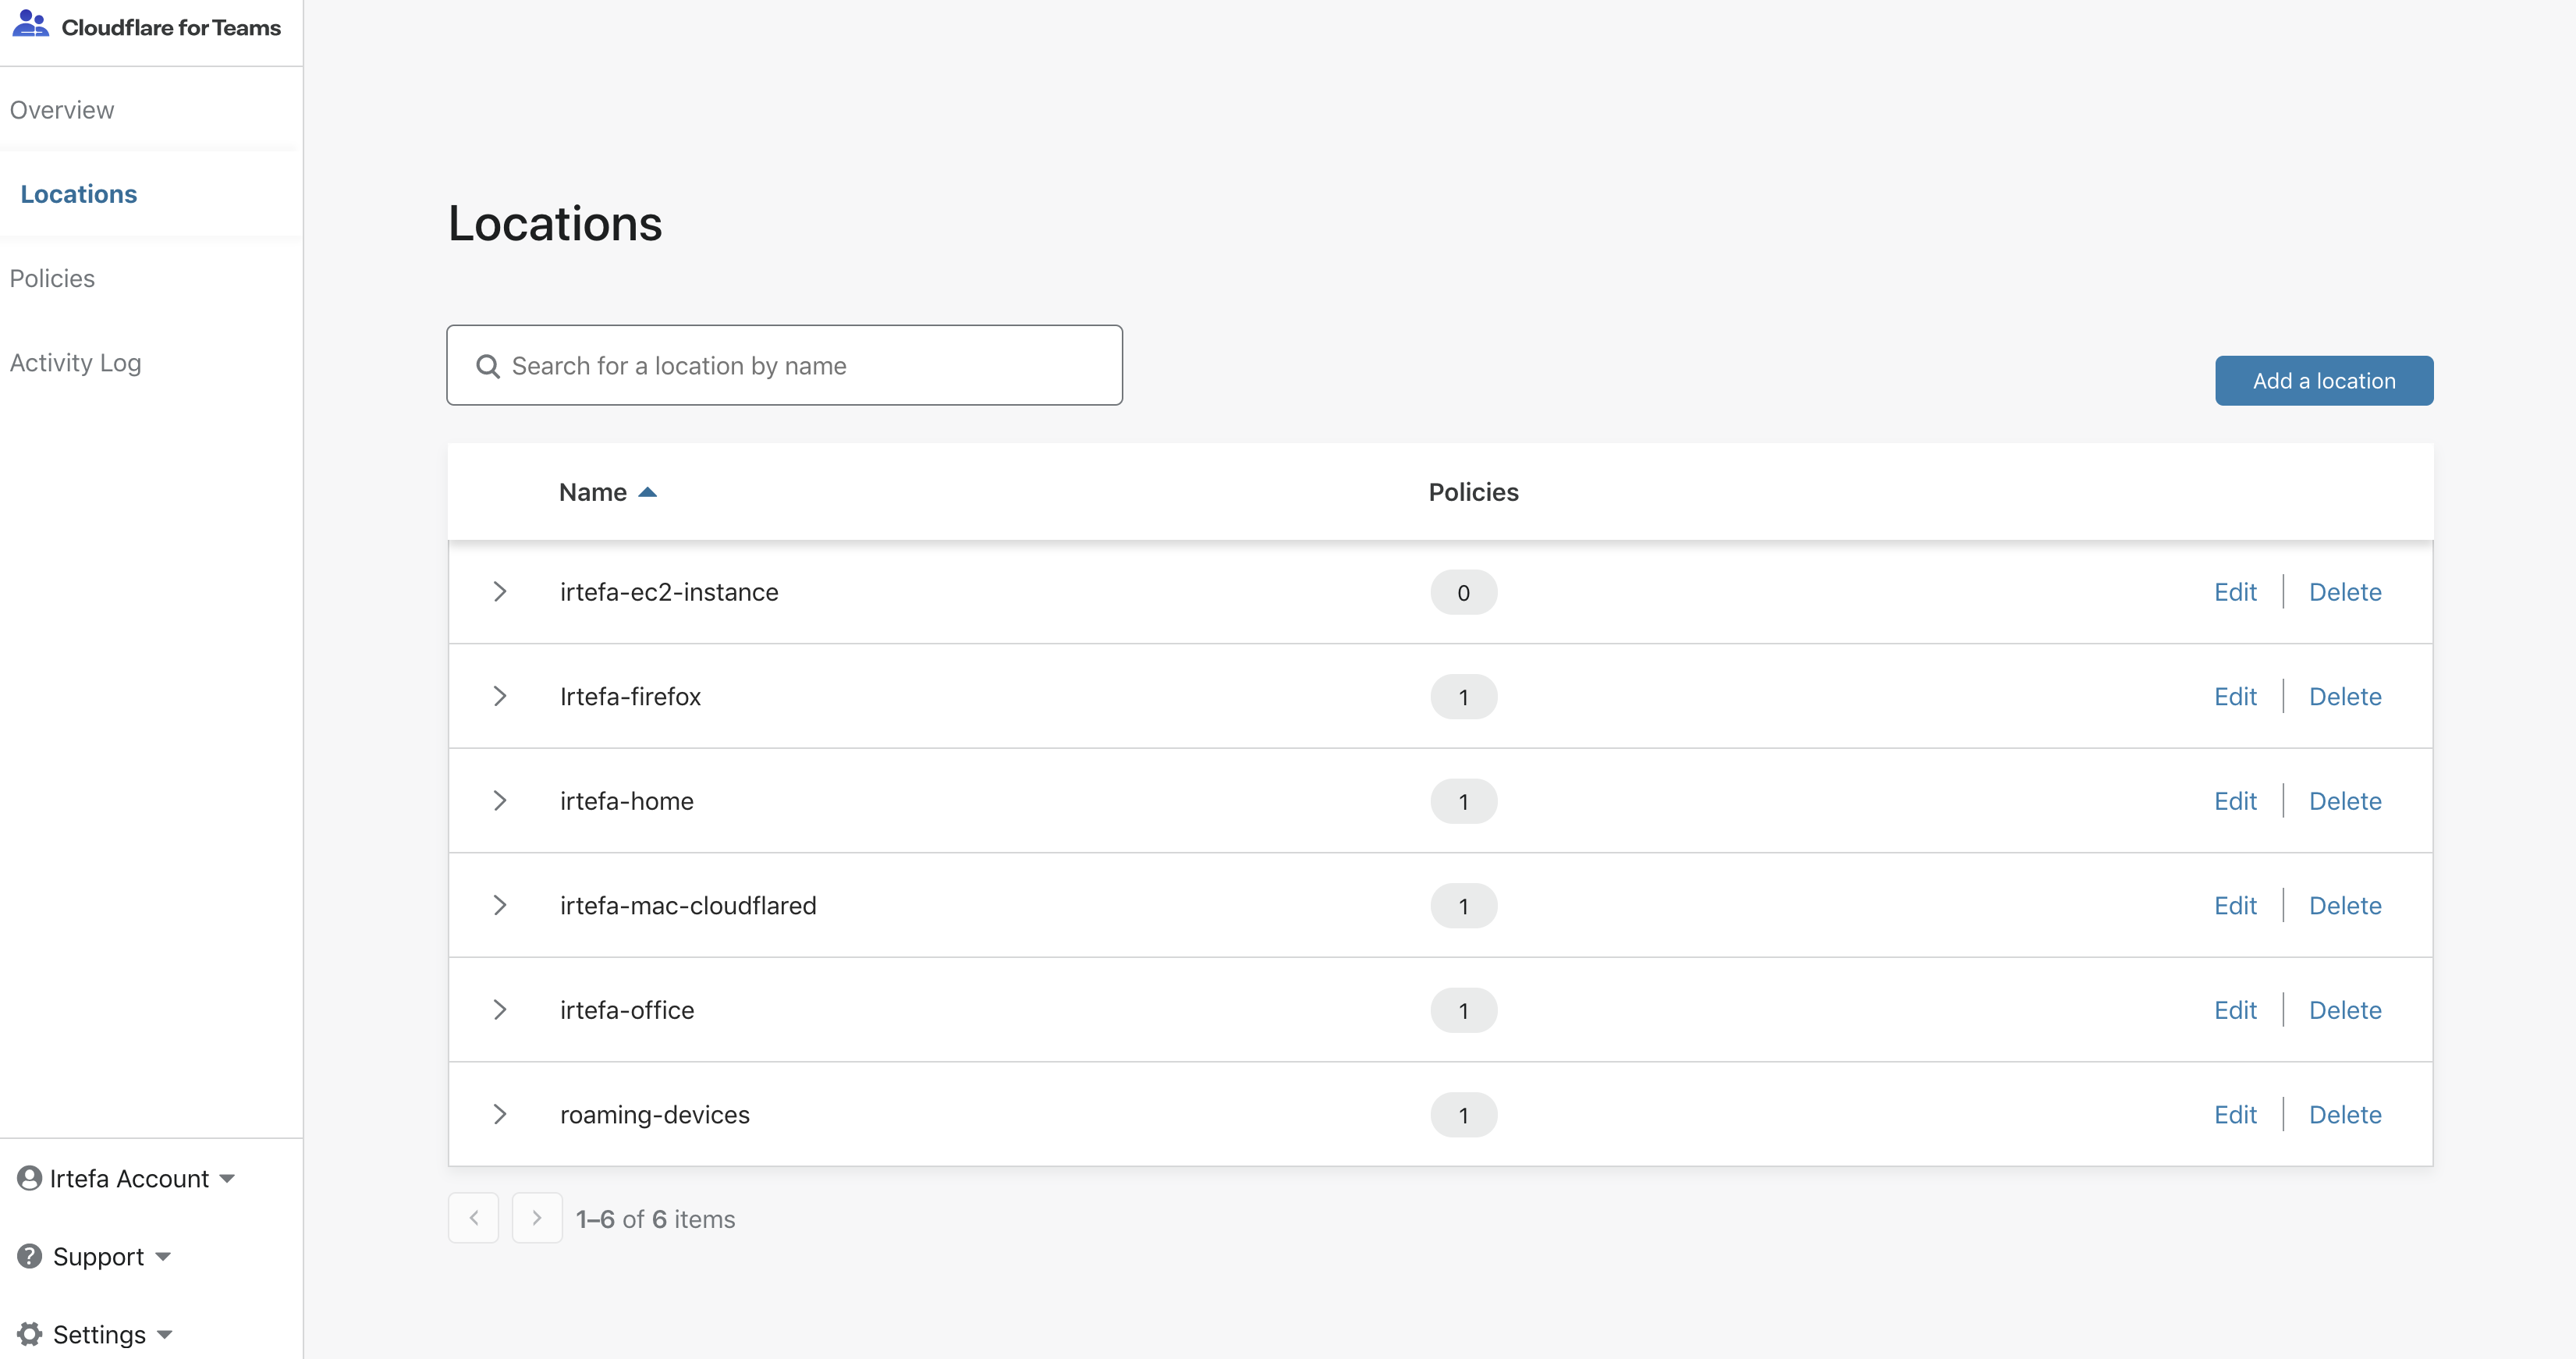 Cloudflare for Teams
Overview
Locations
Policies
Activity Log
Irtefa Account
Support
Settings
Locations
Search for a location by name
Add a location
Name Policies
irtefa-ec2-instance 0 Edit Delete
Irtefa-firefox 1 Edit Delete
irtefa-home 1 Edit Delete
irtefa-mac-cloudflared 1 Edit Delete
irtefa-office 1 Edit Delete
roaming-devices 1 Edit Delete
1–6 of 6 items